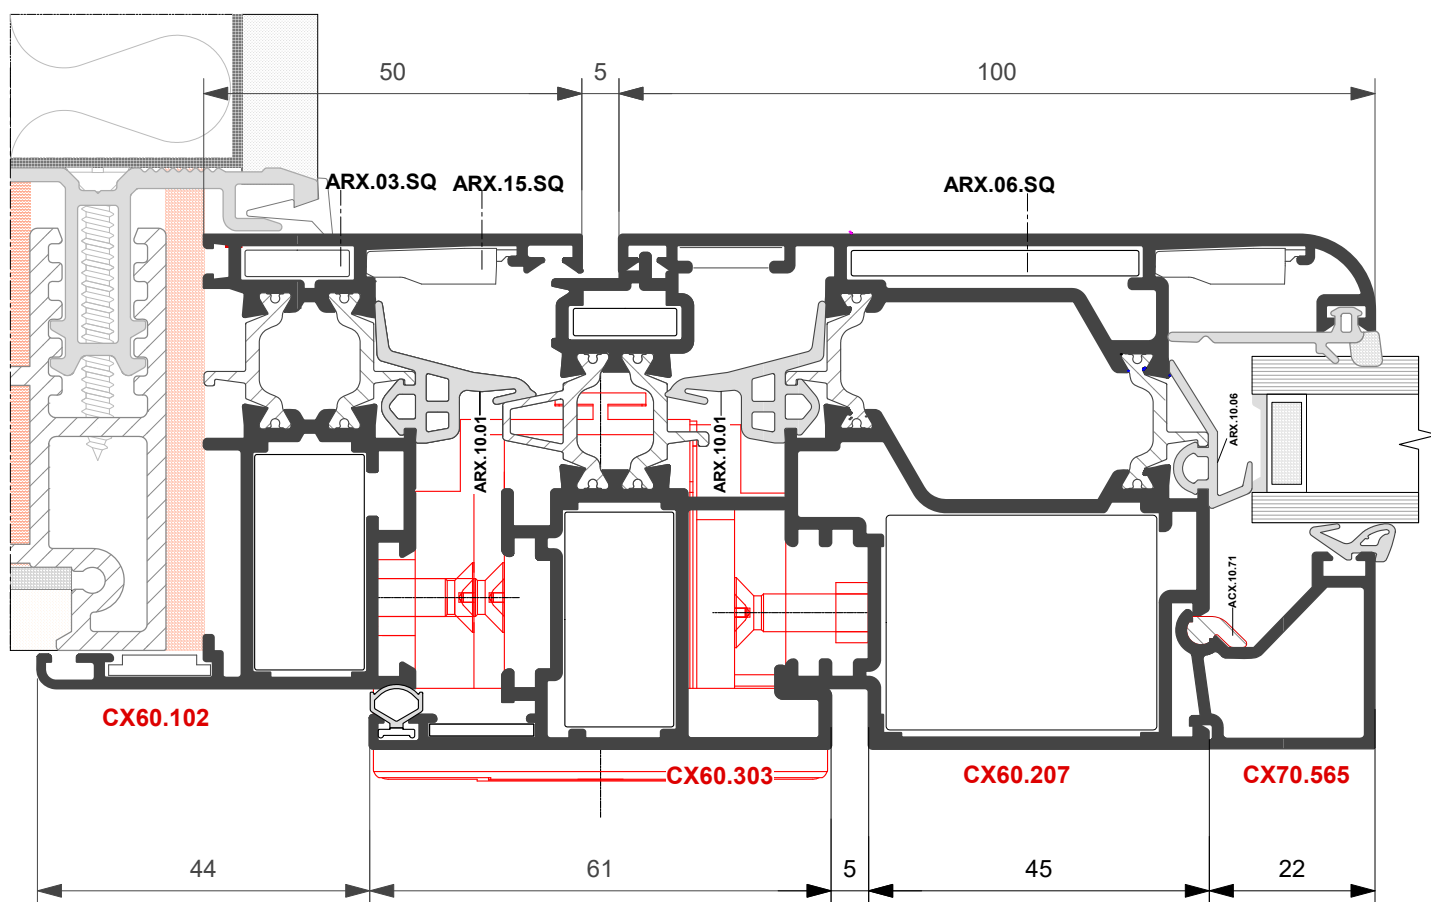 50 5 100
ARX.03.SQ ARX.15.SQ ARX.06.SQ
ARX.10.01
ARX.10.01
ARX.10.06
ACX.10.71
CX60.102
CX60.303 CX60.207 CX70.565
44 61 5 45 22